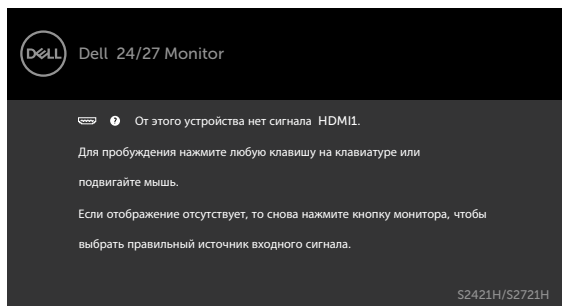 DELL Dell 24/27 Monitor
? От этого устройства нет сигнала HDMI1.
Для пробуждения нажмите любую клавишу на клавиатуре или
подвигайте мышь.
Если отображение отсутствует, то снова нажмите кнопку монитора, чтобы
выбрать правильный источник входного сигнала.
S2421H/S2721H